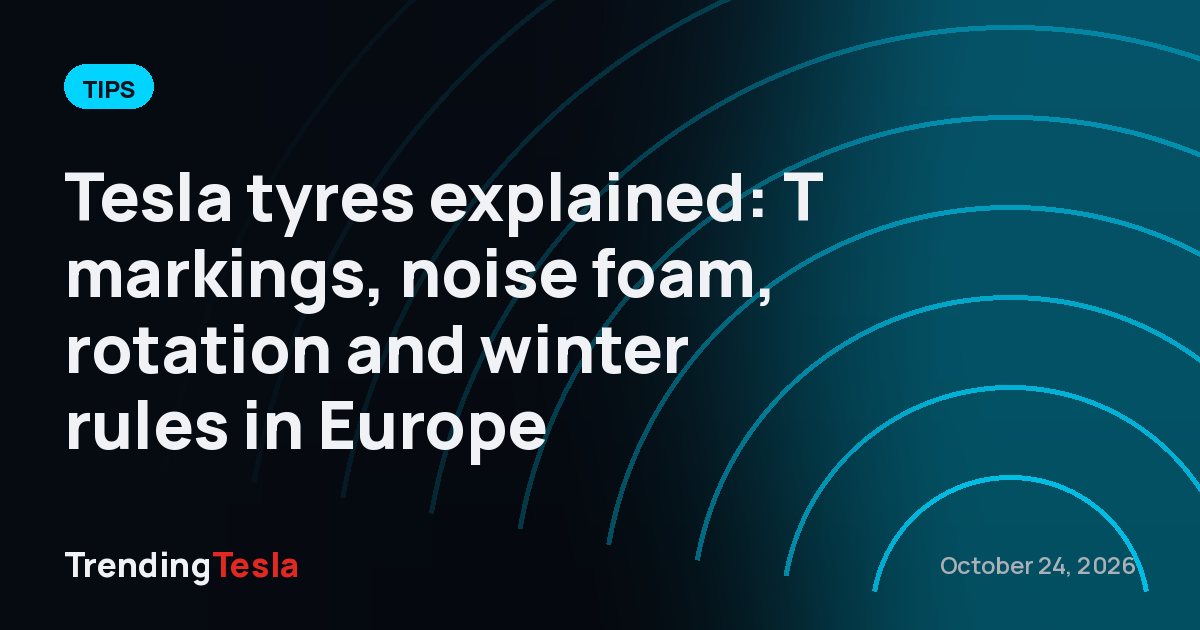 TIPS
Tesla tyres explained: T
markings, noise foam,
rotation and winter
rules in Europe
TrendingTesla
October 24, 2026